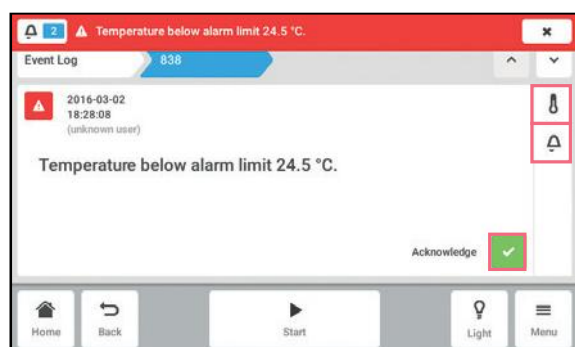 2 Temperature below alarm limit 24.5 °C.
Event Log 838
2016-03-02
18:28:08
(unknown user)
Temperature below alarm limit 24.5 °C.
Acknowledge
Home Back Start Light Menu